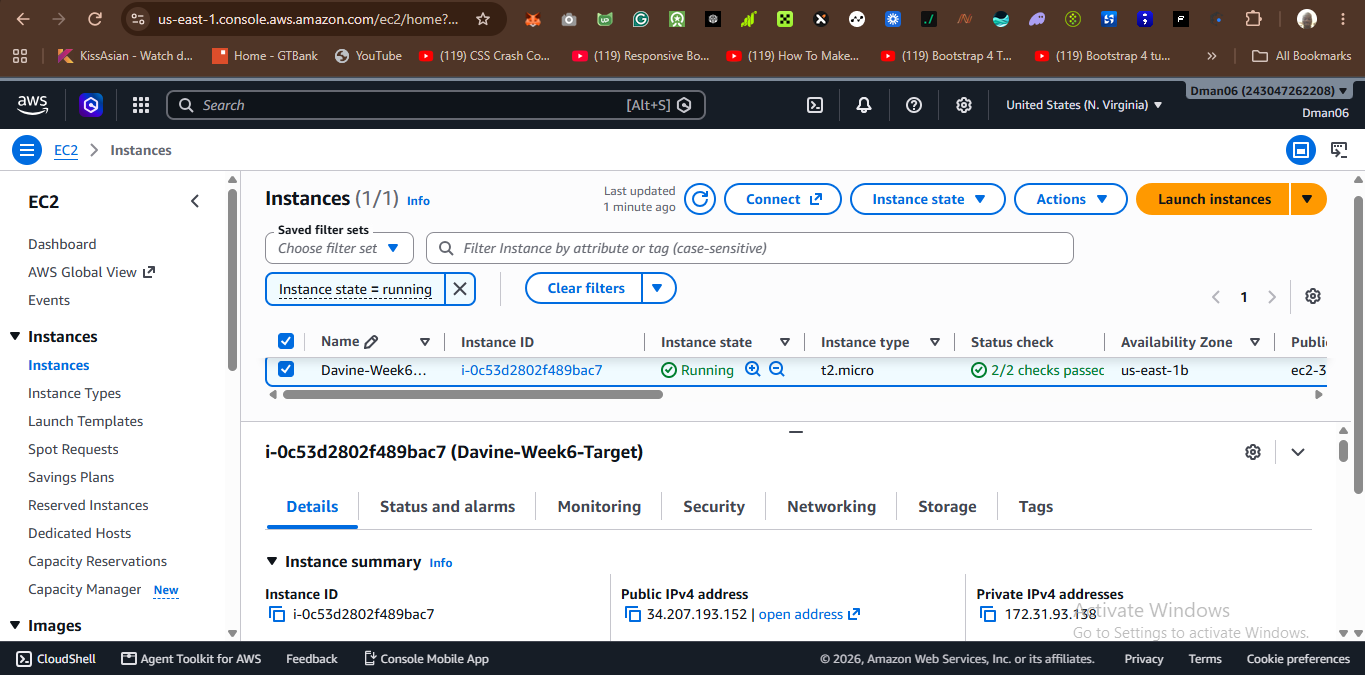 us-east-1.console.aws.amazon.com/ec2/home?...
KissAsian - Watch d...
Home - GTBank
YouTube
(119) CSS Crash Co...
(119) Responsive Bo...
(119) How To Make...
(119) Bootstrap 4 T...
(119) Bootstrap 4 tu...
»
All Bookmarks
aws
Search
[Alt+S]
United States (N. Virginia)
Dman06 (243047262208)
Dman06
EC2
Instances
EC2
Dashboard
AWS Global View
Events
Instances
Instances
Instance Types
Launch Templates
Spot Requests
Savings Plans
Reserved Instances
Dedicated Hosts
Capacity Reservations
Capacity Manager New
Images
Instances (1/1) Info
Last updated
1 minute ago
Connect
Instance state
Actions
Launch instances
Saved filter sets
Choose filter set
Filter Instance by attribute or tag (case-sensitive)
Instance state = running
Clear filters
1
Name Instance ID Instance state Instance type Status check Availability Zone Publi
Davine-Week6... i-0c53d2802f489bac7 Running t2.micro 2/2 checks passed us-east-1b ec2-3
i-0c53d2802f489bac7 (Davine-Week6-Target)
Details Status and alarms Monitoring Security Networking Storage Tags
Instance summary Info
Instance ID
i-0c53d2802f489bac7
Public IPv4 address
34.207.193.152 | open address
Private IPv4 addresses
172.31.93.138
Activate Windows
Go to Settings to activate Windows.
CloudShell Agent Toolkit for AWS Feedback Console Mobile App © 2026, Amazon Web Services, Inc. or its affiliates. Privacy Terms Cookie preferences